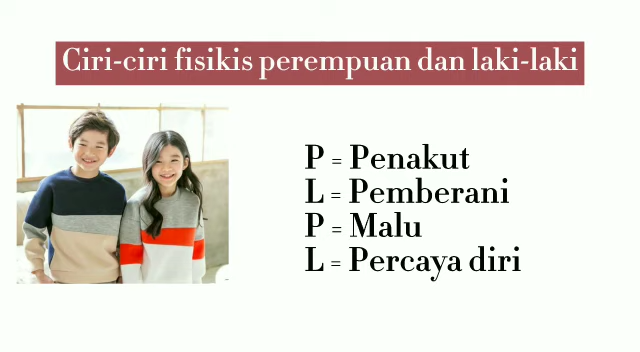 Ciri-ciri fisikis perempuan dan laki-laki
P = Penakut
L = Pemberani
P = Malu
L = Percaya diri